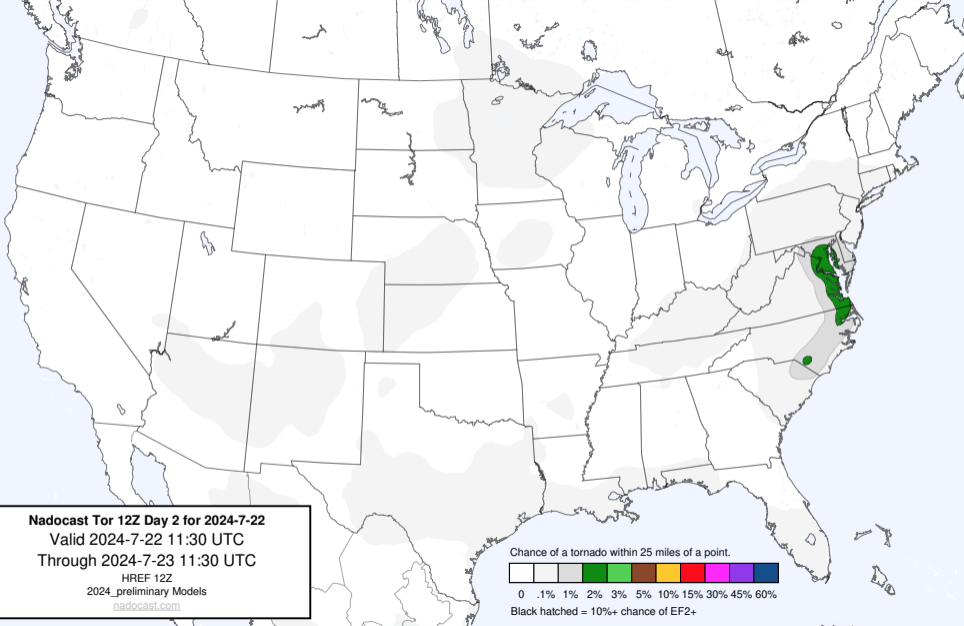 Nadocast Tor 12Z Day 2 for 2024-7-22
Valid 2024-7-22 11:30 UTC
Through 2024-7-23 11:30 UTC
HREF 12Z
2024_preliminary Models
nadocast.com
Chance of a tornado within 25 miles of a point.
0 .1% 1% 2% 3% 5% 10% 15% 30% 45% 60%
Black hatched = 10%+ chance of EF2+